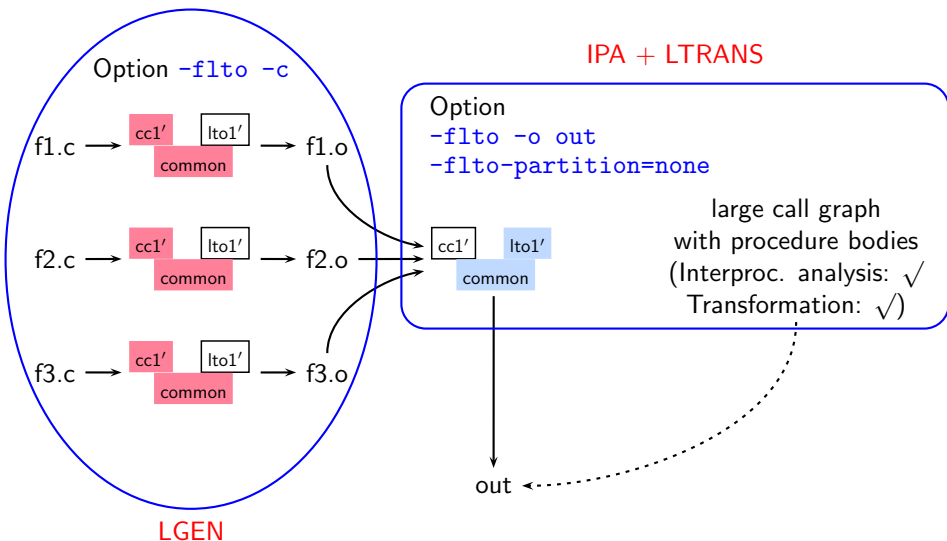 IPA + LTRANS
Option -flto -c
Option
-flto -o out
-flto-partition=none
f1.c
cc1′
lto1′
common
f1.o
f2.c
cc1′
lto1′
common
f2.o
f3.c
cc1′
lto1′
common
f3.o
cc1′
lto1′
common
large call graph
with procedure bodies
(Interproc. analysis: √
Transformation: √)
out
LGEN